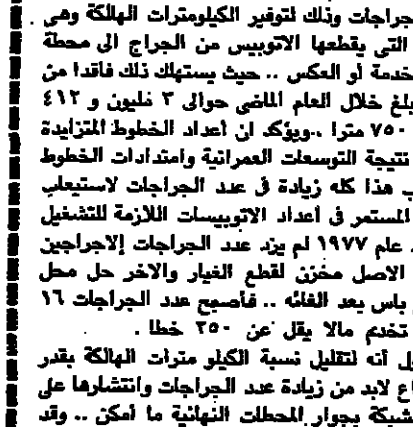 جراجات وذلك لتوفير الكيلومترات الهالكة وهى
التى يقطعها الاتوبيس من الجراج الى محطة
خدمة أو العكس .. حيث يستهلك ذلك فاقدا من
بلغ خلال العام الماضى حوالى ٣ مليون و ٤١٢
٧٥٠ مترا ..ويؤكد ان أعداد الخطوط المتزايدة
نتيجة التوسعات العمرانية وامتدادات الخطوط
ب هذا كله زيادة فى عدد الجراجات لاستيعاب
المستمر فى أعداد الاتوبيسات اللازمة للتشغيل
عام ١٩٧٧ لم يزد عدد الجراجات إلاجراجين
الاصل مخزن لقطع الغيار والاخر حل محل
باس بعد الغائه .. فأصبح عدد الجراجات ١٦
تخدم مالا يقل عن ٢٥٠ خطا .
ل أنه لتقليل نسبة الكيلو مترات الهالكة بقدر
اع لابد من زيادة عدد الجراجات وانتشارها على
شبكة بجوار المحطات النهائية ما أمكن .. وقد